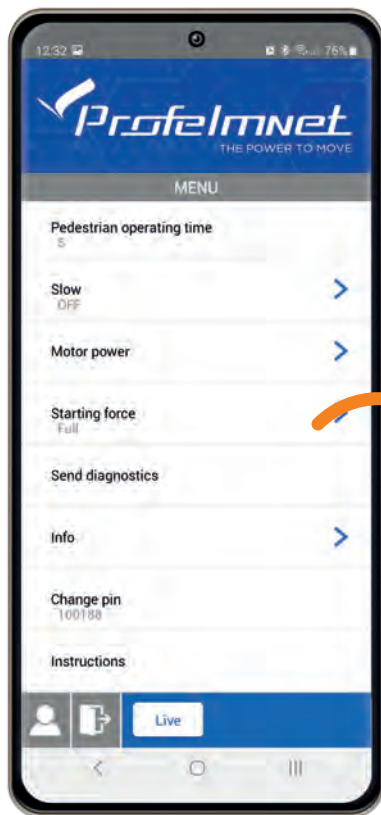 12:32
76%
Profelmnet
THE POWER TO MOVE
MENU
Pedestrian operating time
5
Slow
OFF
Motor power
Starting force
Full
Send diagnostics
Info
Change pin
100188
Instructions
Live